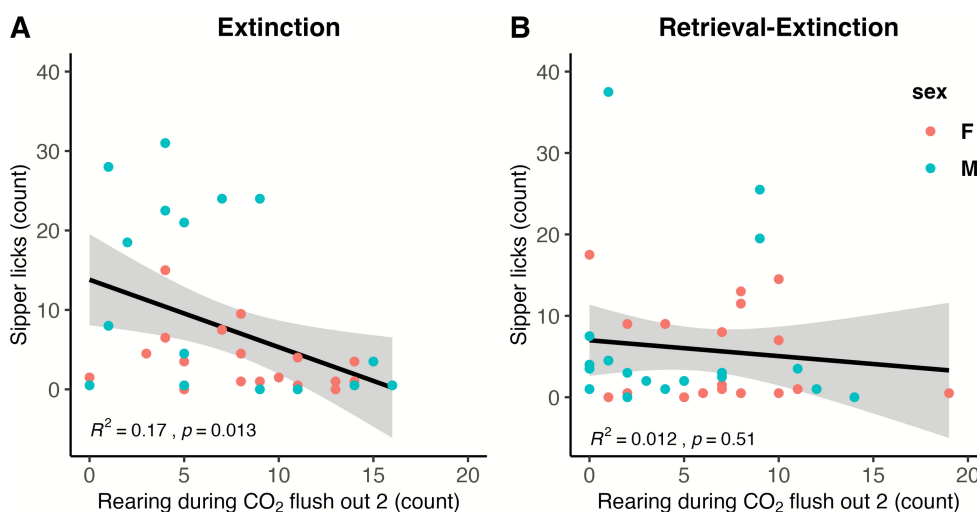 A
Extinction
Sipper licks (count)
40
30
20
10
0
R² = 0.17 , p = 0.013
0
5
10
15
20
Rearing during CO₂ flush out 2 (count)
B
Retrieval-Extinction
Sipper licks (count)
40
30
20
10
0
sex
F
M
R² = 0.012 , p = 0.51
0
5
10
15
20
Rearing during CO₂ flush out 2 (count)